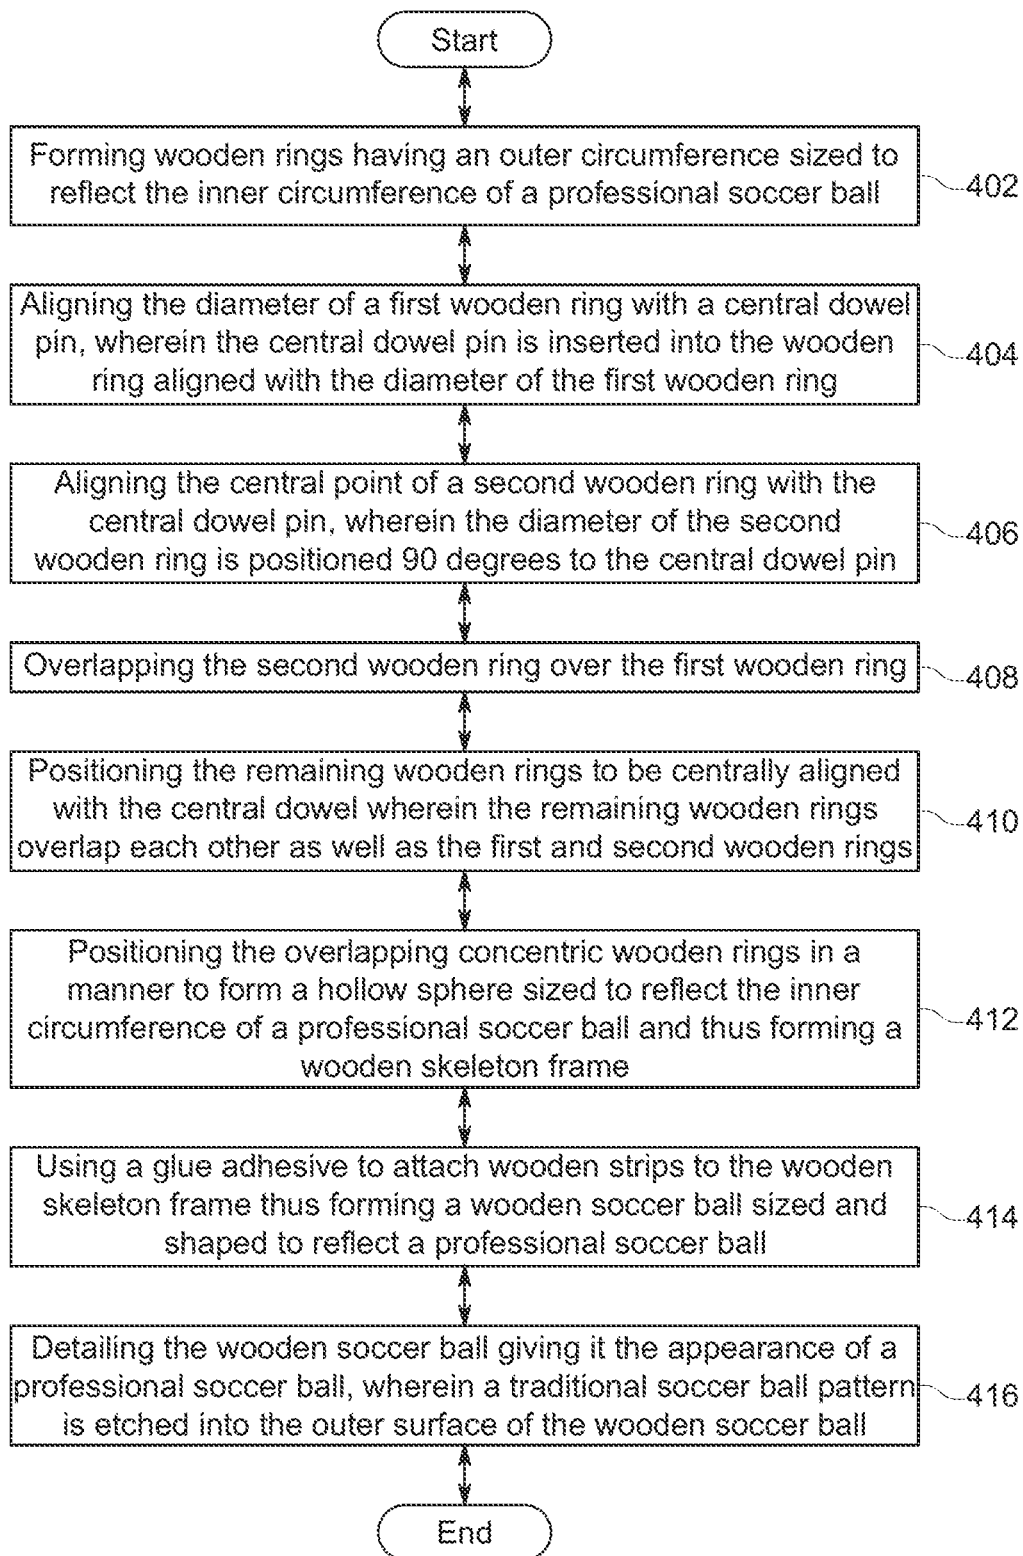 Start
Forming wooden rings having an outer circumference sized to
reflect the inner circumference of a professional soccer ball
402
Aligning the diameter of a first wooden ring with a central dowel
pin, wherein the central dowel pin is inserted into the wooden
ring aligned with the diameter of the first wooden ring
404
Aligning the central point of a second wooden ring with the
central dowel pin, wherein the diameter of the second
wooden ring is positioned 90 degrees to the central dowel pin
406
Overlapping the second wooden ring over the first wooden ring
408
Positioning the remaining wooden rings to be centrally aligned
with the central dowel wherein the remaining wooden rings
overlap each other as well as the first and second wooden rings
410
Positioning the overlapping concentric wooden rings in a
manner to form a hollow sphere sized to reflect the inner
circumference of a professional soccer ball and thus forming a
wooden skeleton frame
412
Using a glue adhesive to attach wooden strips to the wooden
skeleton frame thus forming a wooden soccer ball sized and
shaped to reflect a professional soccer ball
414
Detailing the wooden soccer ball giving it the appearance of a
professional soccer ball, wherein a traditional soccer ball pattern
is etched into the outer surface of the wooden soccer ball
416
End